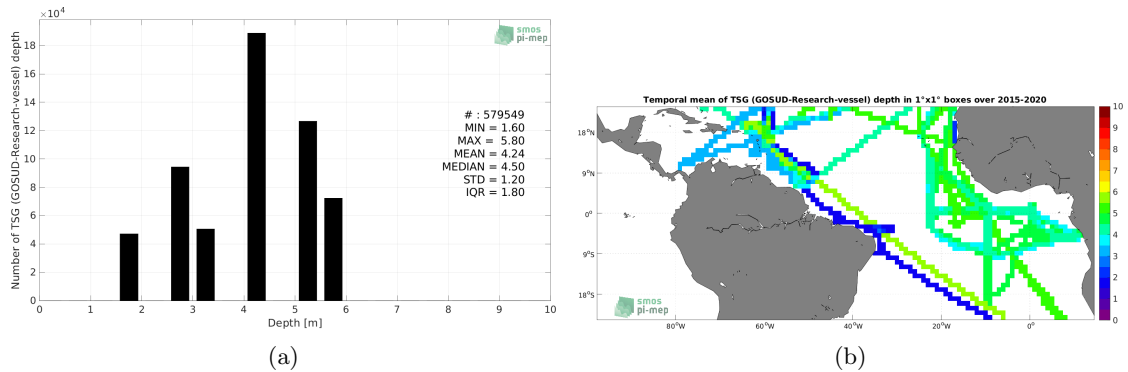 ×10⁴
18
16
14
12
10
8
6
4
2
0
Number of TSG (GOSUD-Research-vessel) depth
0 1 2 3 4 5 6 7 8 9 10
Depth [m]
smos
pi-mep
# : 579549
MIN = 1.60
MAX = 5.80
MEAN = 4.24
MEDIAN = 4.50
STD = 1.20
IQR = 1.80
(a)
Temporal mean of TSG (GOSUD-Research-vessel) depth in 1°x1° boxes over 2015-2020
18°N
9°N
0°
9°S
18°S
80°W 60°W 40°W 20°W 0°
smos
pi-mep
10
9
8
7
6
5
4
3
2
1
0
(b)